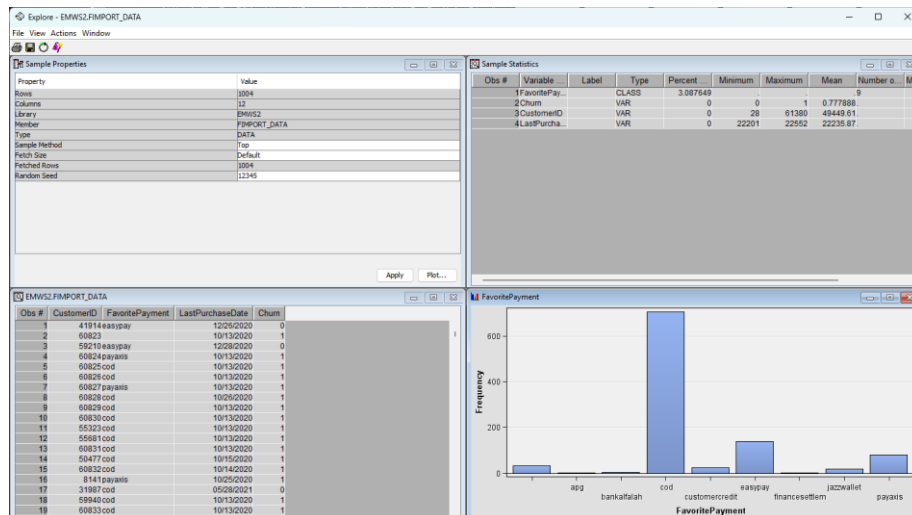 Explore - EMWS2.FIMPORT_DATA
File View Actions Window
Sample Properties
Property Value
Rows 1004
Columns 12
Library EMWS2
Member FIMPORT_DATA
Type DATA
Sample Method Top
Fetch Size Default
Fetched Rows 1004
Random Seed 12345
Apply Plot...
Sample Statistics
Obs # Variable ... Label Type Percent ... Minimum Maximum Mean Number o... M
1 FavoritePay... CLASS 3.087649 . . . 9
2 Churn VAR 0 0 1 0.777888 .
3 CustomerID VAR 0 28 61380 49449.61 .
4 LastPurcha... VAR 0 22201 22552 22235.87 .
EMWS2.FIMPORT_DATA
Obs # CustomerID FavoritePayment LastPurchaseDate Churn
1 41914 easypay 12/26/2020 0
2 60823 10/13/2020 1
3 59210 easypay 12/28/2020 0
4 60824 payaxis 10/13/2020 1
5 60825 cod 10/13/2020 1
6 60826 cod 10/13/2020 1
7 60827 payaxis 10/13/2020 1
8 60828 cod 10/26/2020 1
9 60829 cod 10/13/2020 1
10 60830 cod 10/13/2020 1
11 55323 cod 10/13/2020 1
12 55681 cod 10/13/2020 1
13 60831 cod 10/13/2020 1
14 50477 cod 10/15/2020 1
15 60832 cod 10/14/2020 1
16 8141 payaxis 10/25/2020 1
17 31987 cod 05/28/2021 0
18 59940 cod 10/13/2020 1
19 60833 cod 10/13/2020 1
FavoritePayment
Frequency
600
400
200
0
apg cod easypay jazzwallet
bankalfalah customercredit financesettlem payaxis
FavoritePayment